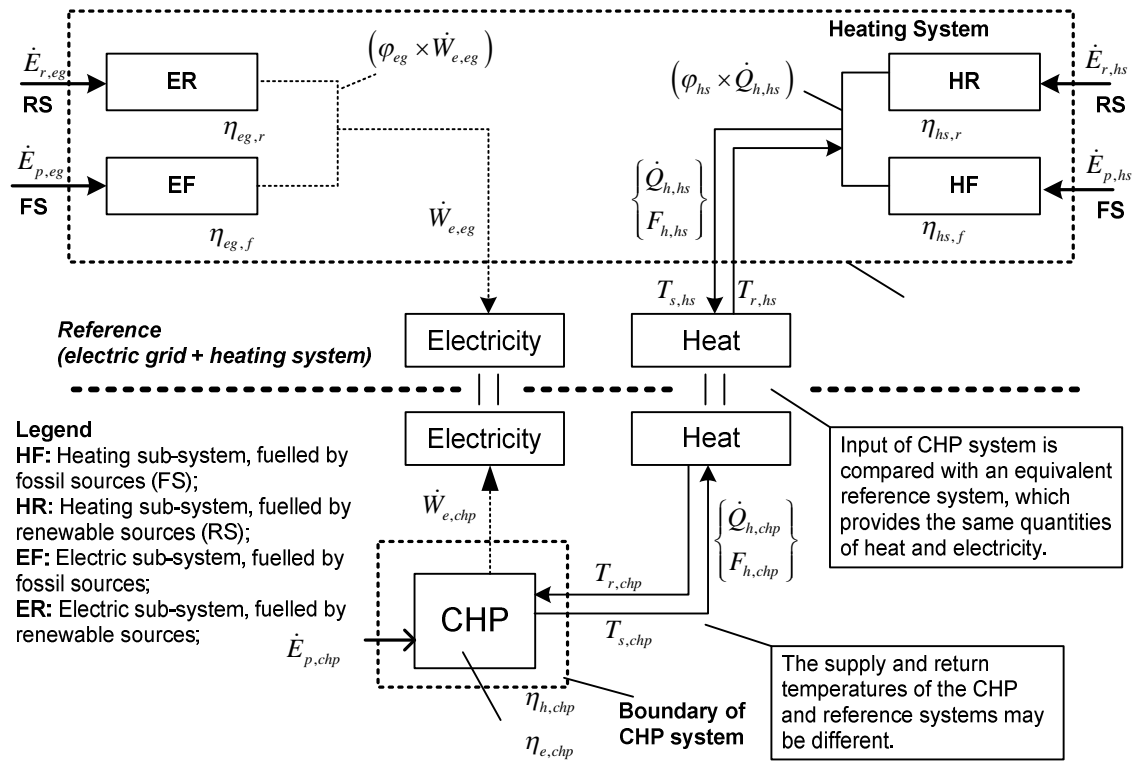 Heating System
Ė_{r,eg}
RS
ER
η_{eg,r}
(φ_{eg} × Ẇ_{e,eg})
(φ_{hs} × Q̇_{h,hs})
HR
η_{hs,r}
Ė_{r,hs}
RS
Ė_{p,eg}
FS
EF
η_{eg,f}
Ẇ_{e,eg}
{Q̇_{h,hs}
F_{h,hs}}
HF
η_{hs,f}
Ė_{p,hs}
FS
T_{s,hs}
T_{r,hs}
Reference
(electric grid + heating system)
Electricity
Heat
Electricity
Heat
Legend
HF: Heating sub-system, fuelled by
fossil sources (FS);
HR: Heating sub-system, fuelled by
renewable sources (RS);
EF: Electric sub-system, fuelled by
fossil sources;
ER: Electric sub-system, fuelled by
renewable sources;
Input of CHP system is
compared with an equivalent
reference system, which
provides the same quantities
of heat and electricity.
Ẇ_{e,chp}
{Q̇_{h,chp}
F_{h,chp}}
T_{r,chp}
CHP
T_{s,chp}
Ė_{p,chp}
η_{h,chp}
η_{e,chp}
Boundary of
CHP system
The supply and return
temperatures of the CHP
and reference systems may
be different.